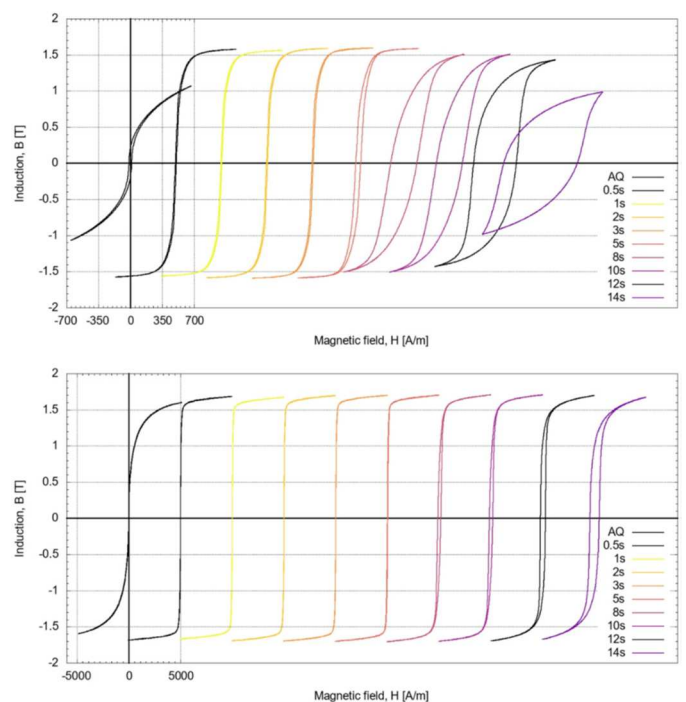 2
1.5
1
0.5
0
-0.5
-1
-1.5
-2
Induction, B [T]
-700 -350 0 350 700
Magnetic field, H [A/m]
AQ
0.5s
1s
2s
3s
5s
8s
10s
12s
14s
2
1.5
1
0.5
0
-0.5
-1
-1.5
-2
Induction, B [T]
-5000 0 5000
Magnetic field, H [A/m]
AQ
0.5s
1s
2s
3s
5s
8s
10s
12s
14s